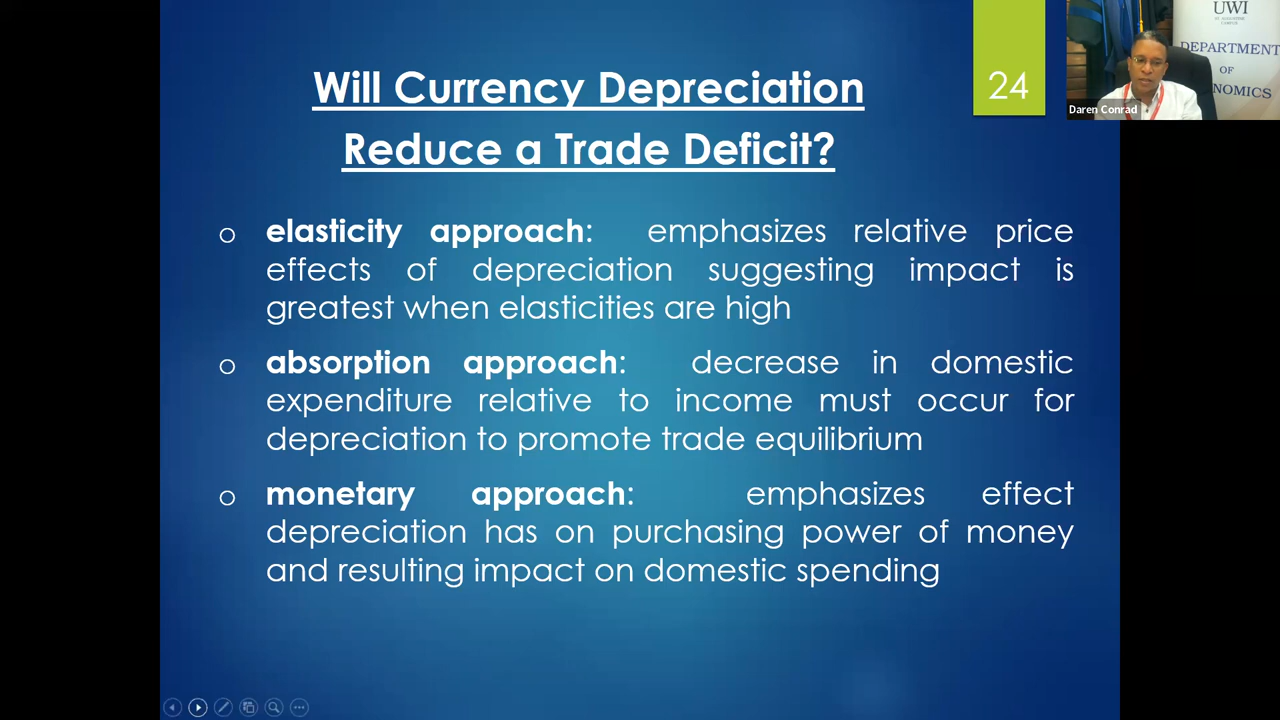 Will Currency Depreciation
Reduce a Trade Deficit?
24
o elasticity approach: emphasizes relative price
effects of depreciation suggesting impact is
greatest when elasticities are high
o absorption approach: decrease in domestic
expenditure relative to income must occur for
depreciation to promote trade equilibrium
o monetary approach: emphasizes effect
depreciation has on purchasing power of money
and resulting impact on domestic spending
UWI
DEPARTMENT
OF
ONOMICS
Daren Conrad